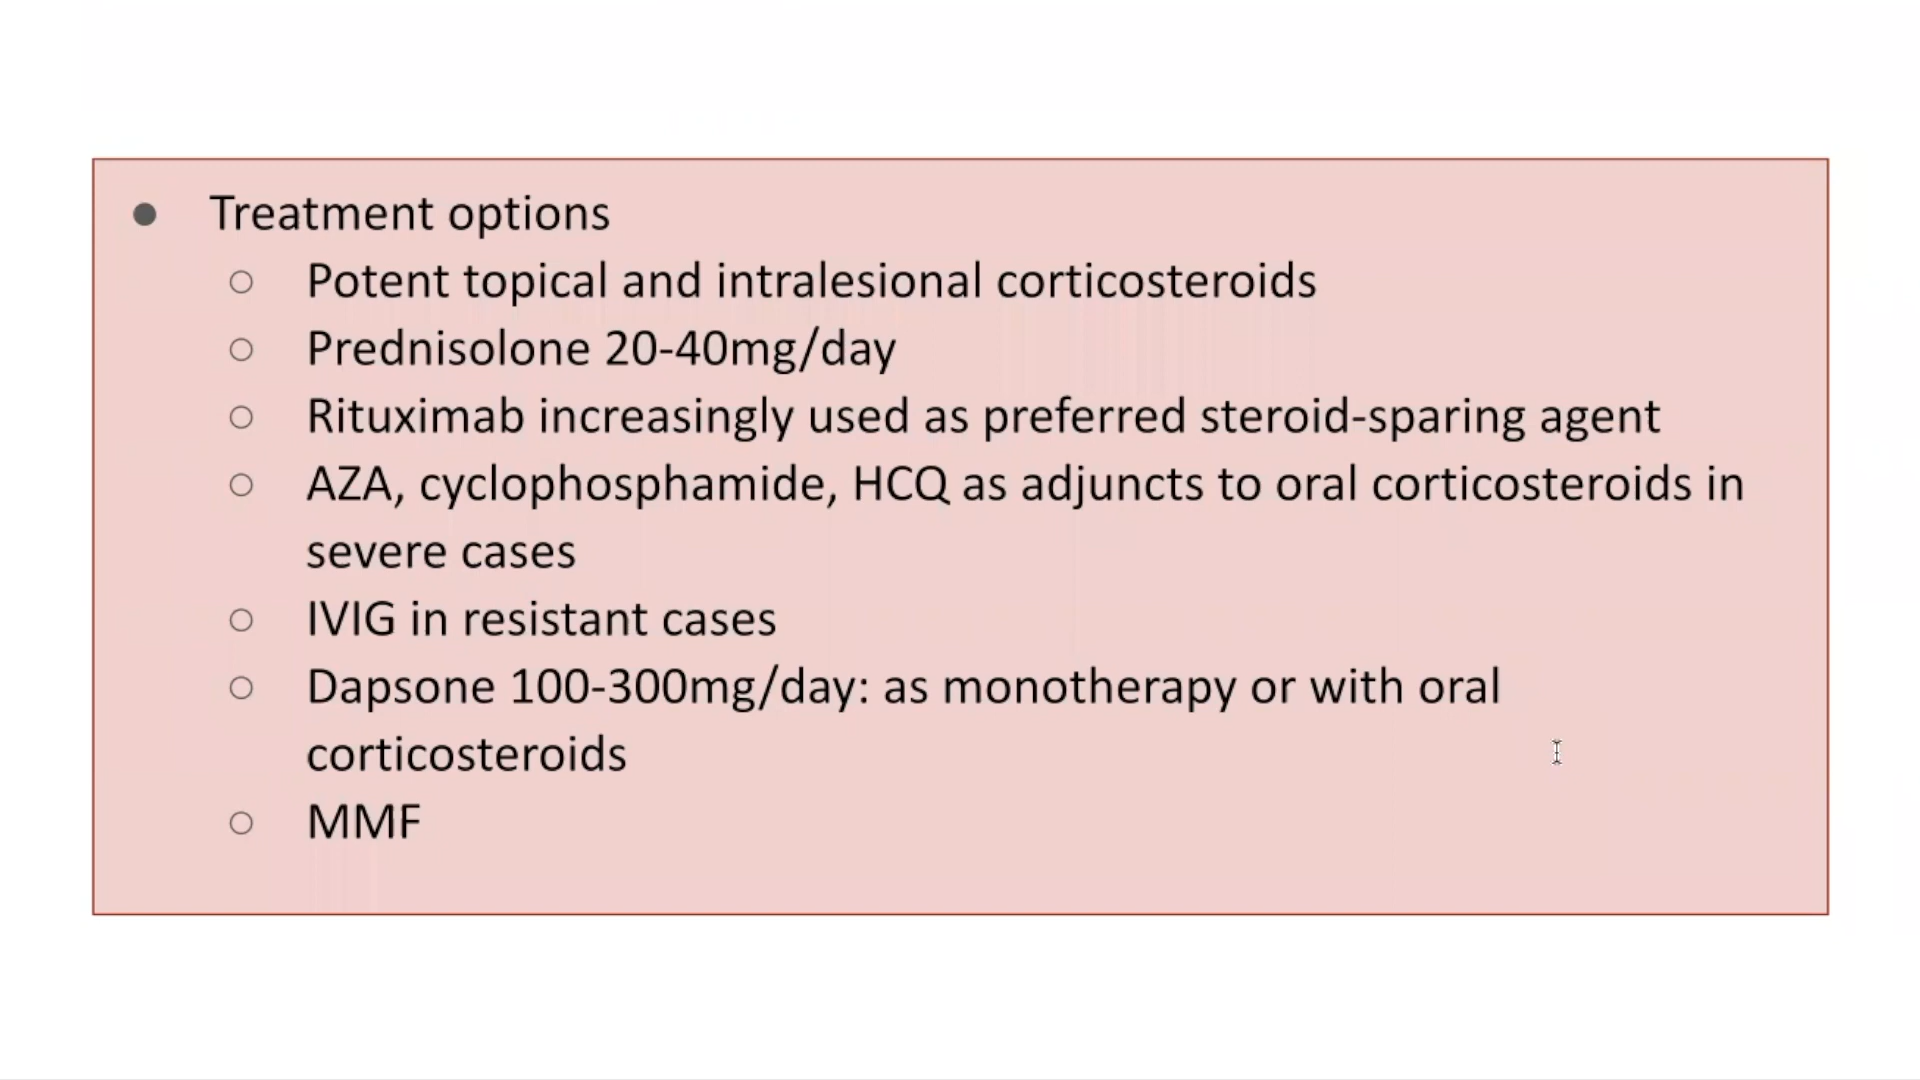 ● Treatment options
○ Potent topical and intralesional corticosteroids
○ Prednisolone 20-40mg/day
○ Rituximab increasingly used as preferred steroid-sparing agent
○ AZA, cyclophosphamide, HCQ as adjuncts to oral corticosteroids in
severe cases
○ IVIG in resistant cases
○ Dapsone 100-300mg/day: as monotherapy or with oral
corticosteroids
○ MMF